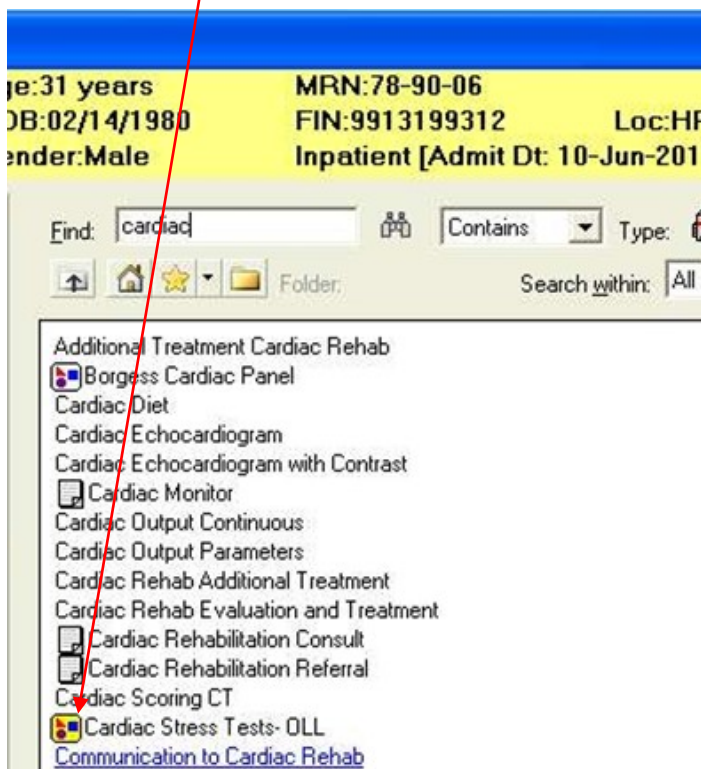 ge:31 years MRN:78-90-06
OB:02/14/1980 FIN:9913199312 Loc:HF
ender:Male Inpatient [Admit Dt: 10-Jun-201
Find: cardiac Contains Type:
Folder: Search within: All
Additional Treatment Cardiac Rehab
Borgess Cardiac Panel
Cardiac Diet
Cardiac Echocardiogram
Cardiac Echocardiogram with Contrast
Cardiac Monitor
Cardiac Output Continuous
Cardiac Output Parameters
Cardiac Rehab Additional Treatment
Cardiac Rehab Evaluation and Treatment
Cardiac Rehabilitation Consult
Cardiac Rehabilitation Referral
Cardiac Scoring CT
Cardiac Stress Tests- OLL
Communication to Cardiac Rehab